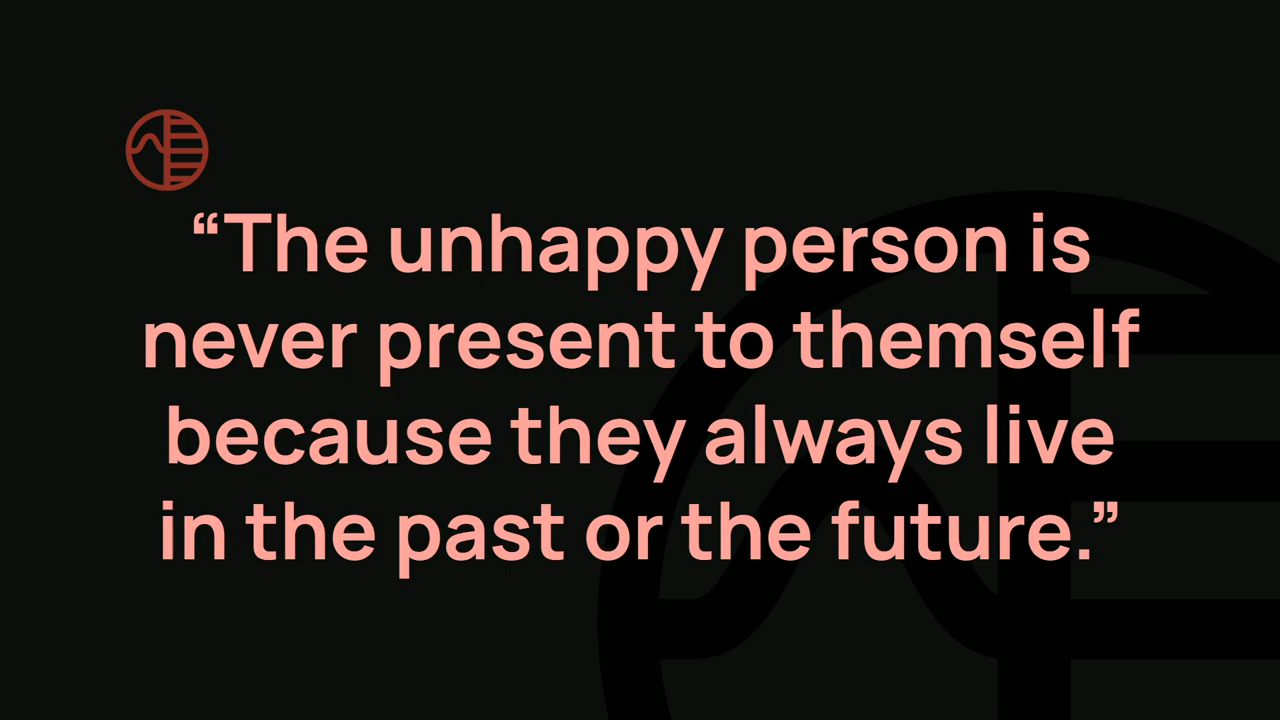 “The unhappy person is
never present to themself
because they always live
in the past or the future.”